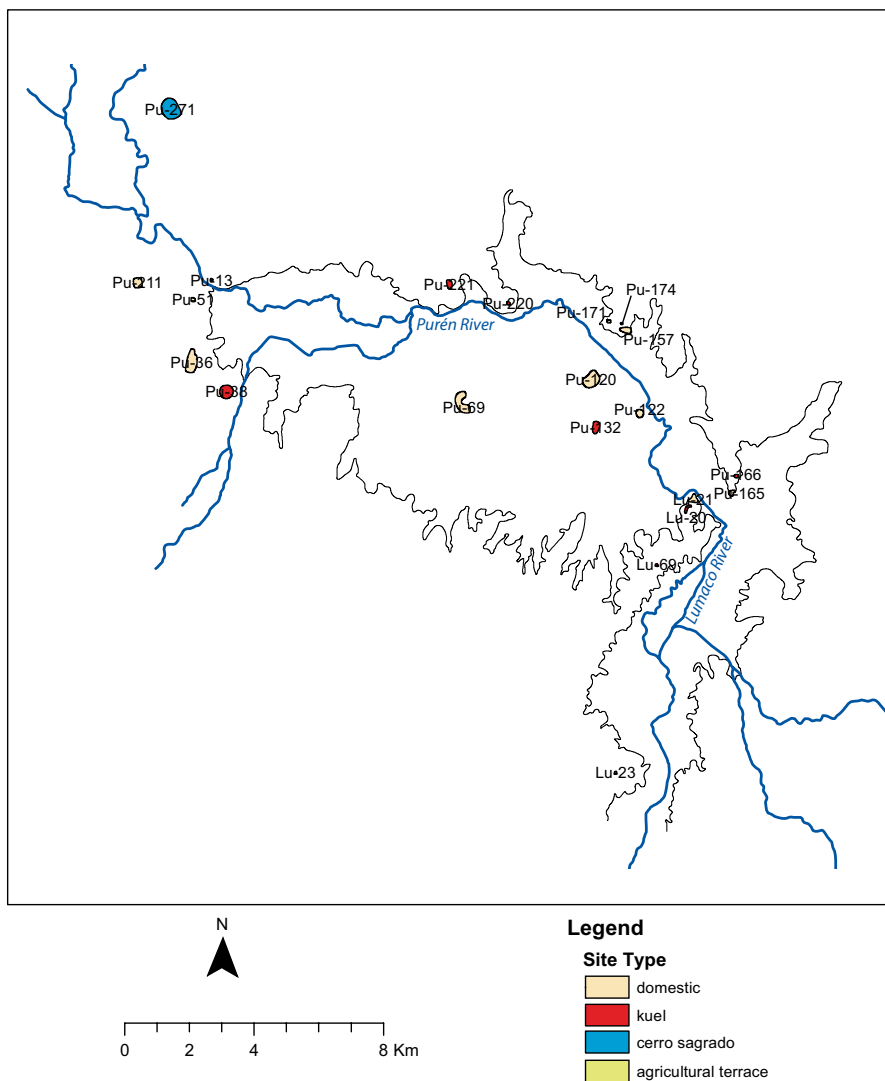 Pu-271
Pu-211
Pu-13
Pu-51
Pu-221
Pu-220
Purén River
Pu-174
Pu-171
Pu-157
Pu-36
Pu-38
Pu-69
Pu-120
Pu-122
Pu-132
Pu-166
Pu-165
Lu-21
Lu-20
Lu-69
Lumaco River
Lu-23
N
0 2 4 8 Km
Legend
Site Type
domestic
kuel
cerro sagrado
agricultural terrace